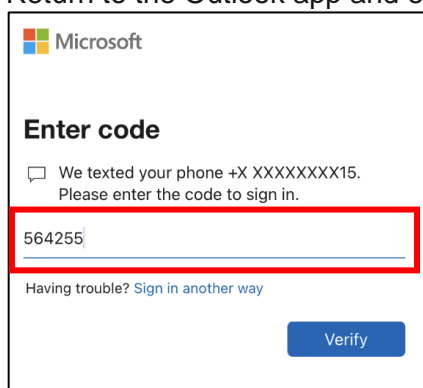 Return to the Outlook app and
Microsoft
Enter code
We texted your phone +X XXXXXXXX15.
Please enter the code to sign in.
564255
Having trouble? Sign in another way
Verify